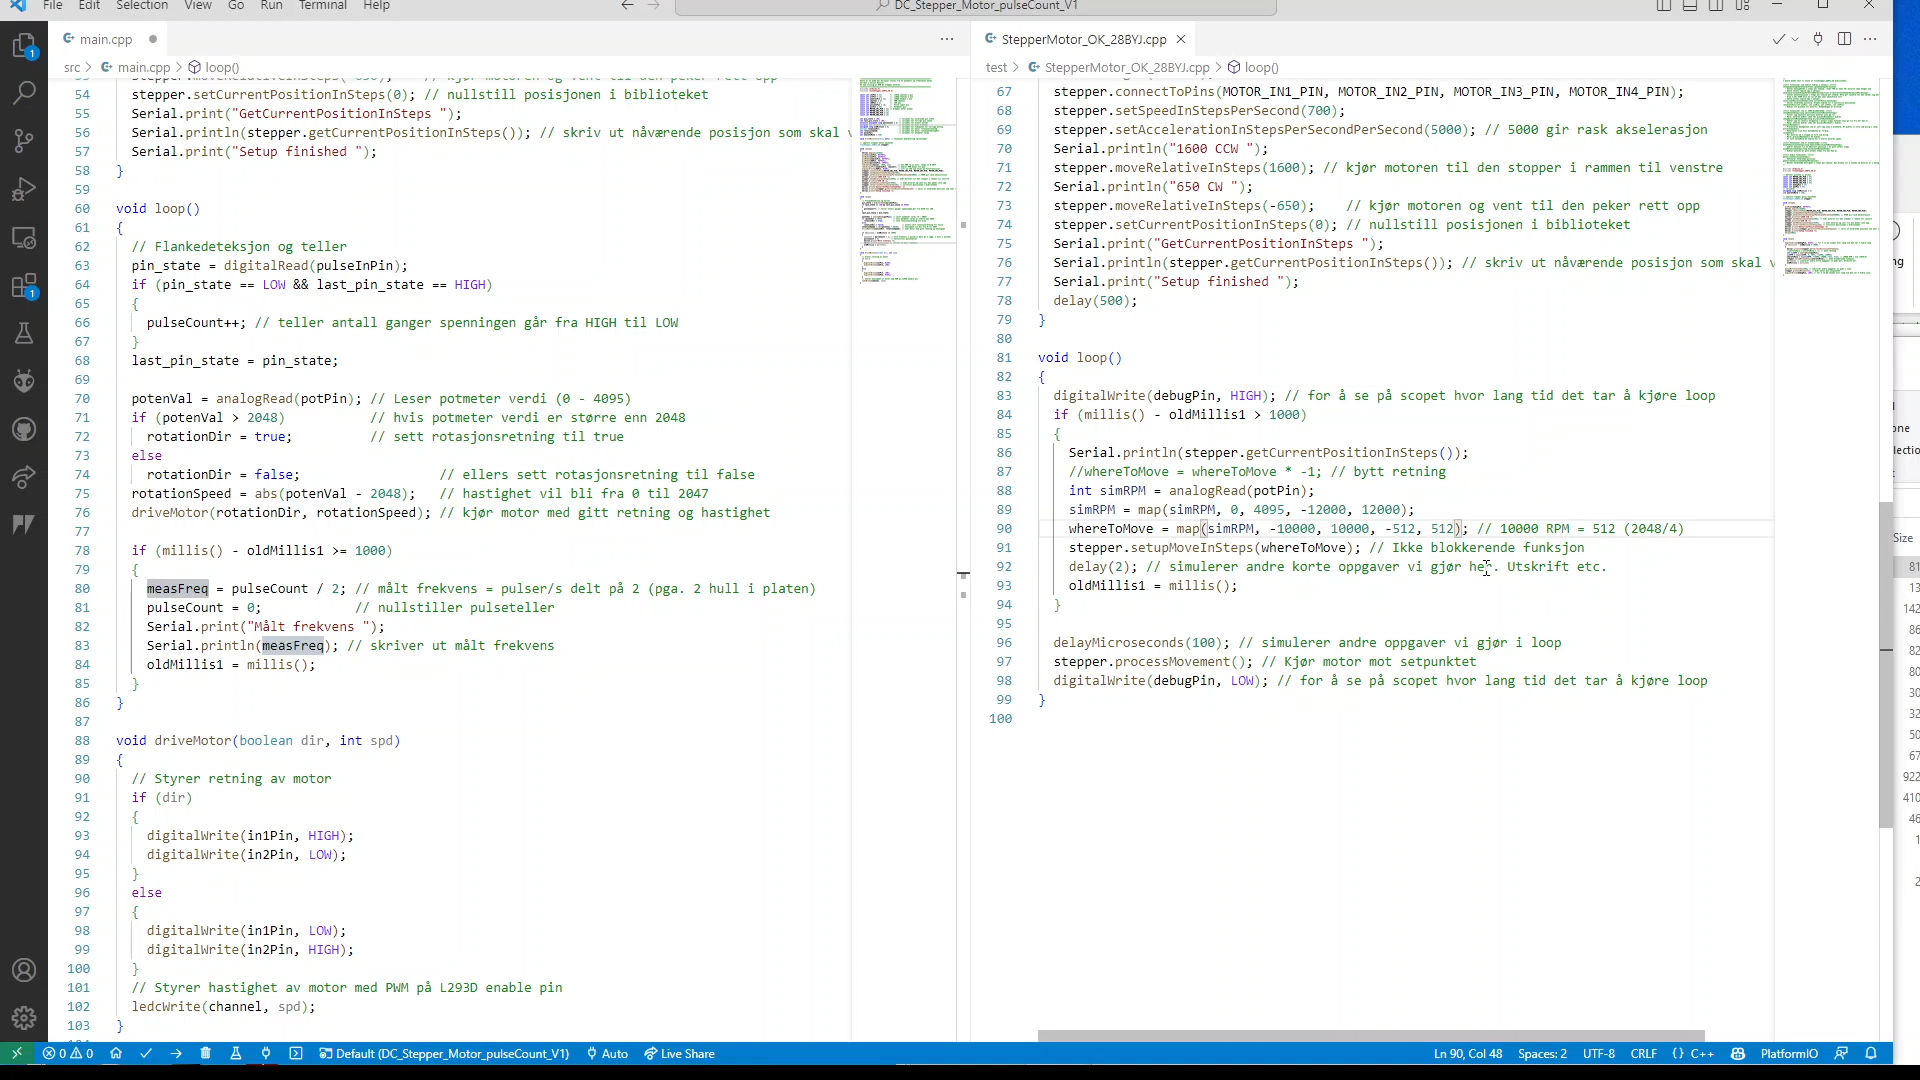 File Edit Selection View Go Run Terminal Help
DC_Stepper_Motor_pulseCount_V1
main.cpp
src > main.cpp > loop()
54 stepper.setCurrentPositionInSteps(0); // nullstill posisjonen i biblioteket
55 Serial.print("GetCurrentPositionInSteps ");
56 Serial.println(stepper.getCurrentPositionInSteps()); // skriv ut nåværende posisjon som skal v
57 Serial.print("Setup finished ");
58 }
59
60 void loop()
61 {
62 // Flankedeteksjon og teller
63 pin_state = digitalRead(pulseInPin);
64 if (pin_state == LOW && last_pin_state == HIGH)
65 {
66 pulseCount++; // teller antall ganger spenningen går fra HIGH til LOW
67 }
68 last_pin_state = pin_state;
69
70 potenVal = analogRead(potPin); // Leser potmeter verdi (0 - 4095)
71 if (potenVal > 2048) // hvis potmeter verdi er større enn 2048
72 rotationDir = true; // sett rotasjonsretning til true
73 else
74 rotationDir = false; // ellers sett rotasjonsretning til false
75 rotationSpeed = abs(potenVal - 2048); // hastighet vil bli fra 0 til 2047
76 driveMotor(rotationDir, rotationSpeed); // kjør motor med gitt retning og hastighet
77
78 if (millis() - oldMillis1 >= 1000)
79 {
80 measFreq = pulseCount / 2; // målt frekvens = pulser/s delt på 2 (pga. 2 hull i platen)
81 pulseCount = 0; // nullstiller pulseteller
82 Serial.print("Målt frekvens ");
83 Serial.println(measFreq); // skriver ut målt frekvens
84 oldMillis1 = millis();
85 }
86 }
87
88 void driveMotor(boolean dir, int spd)
89 {
90 // Styrer retning av motor
91 if (dir)
92 {
93 digitalWrite(in1Pin, HIGH);
94 digitalWrite(in2Pin, LOW);
95 }
96 else
97 {
98 digitalWrite(in1Pin, LOW);
99 digitalWrite(in2Pin, HIGH);
100 }
101 // Styrer hastighet av motor med PWM på L293D enable pin
102 ledcWrite(channel, spd);
103 }
StepperMotor_OK_28BYJ.cpp
test > StepperMotor_OK_28BYJ.cpp > loop()
67 stepper.connectToPins(MOTOR_IN1_PIN, MOTOR_IN2_PIN, MOTOR_IN3_PIN, MOTOR_IN4_PIN);
68 stepper.setSpeedInStepsPerSecond(700);
69 stepper.setAccelerationInStepsPerSecondPerSecond(5000); // 5000 gir rask akselerasjon
70 Serial.println("1600 CCW ");
71 stepper.moveRelativeInSteps(1600); // kjør motoren til den stopper i rammen til venstre
72 Serial.println("650 CW ");
73 stepper.moveRelativeInSteps(-650); // kjør motoren og vent til den peker rett opp
74 stepper.setCurrentPositionInSteps(0); // nullstill posisjonen i biblioteket
75 Serial.print("GetCurrentPositionInSteps ");
76 Serial.println(stepper.getCurrentPositionInSteps()); // skriv ut nåværende posisjon som skal v
77 Serial.print("Setup finished ");
78 delay(500);
79 }
80
81 void loop()
82 {
83 digitalWrite(debugPin, HIGH); // for å se på scopet hvor lang tid det tar å kjøre loop
84 if (millis() - oldMillis1 > 1000)
85 {
86 Serial.println(stepper.getCurrentPositionInSteps());
87 //whereToMove = whereToMove * -1; // bytt retning
88 int simRPM = analogRead(potPin);
89 simRPM = map(simRPM, 0, 4095, -12000, 12000);
90 whereToMove = map(simRPM, -10000, 10000, -512, 512); // 10000 RPM = 512 (2048/4)
91 stepper.setupMoveInSteps(whereToMove); // Ikke blokkerende funksjon
92 delay(2); // simulerer andre korte oppgaver vi gjør her. Utskrift etc.
93 oldMillis1 = millis();
94 }
95
96 delayMicroseconds(100); // simulerer andre oppgaver vi gjør i loop
97 stepper.processMovement(); // Kjør motor mot setpunktet
98 digitalWrite(debugPin, LOW); // for å se på scopet hvor lang tid det tar å kjøre loop
99 }
100
0 0 Default (DC_Stepper_Motor_pulseCount_V1) Auto Live Share
Ln 90, Col 48 Spaces: 2 UTF-8 CRLF {} C++ PlatformIO